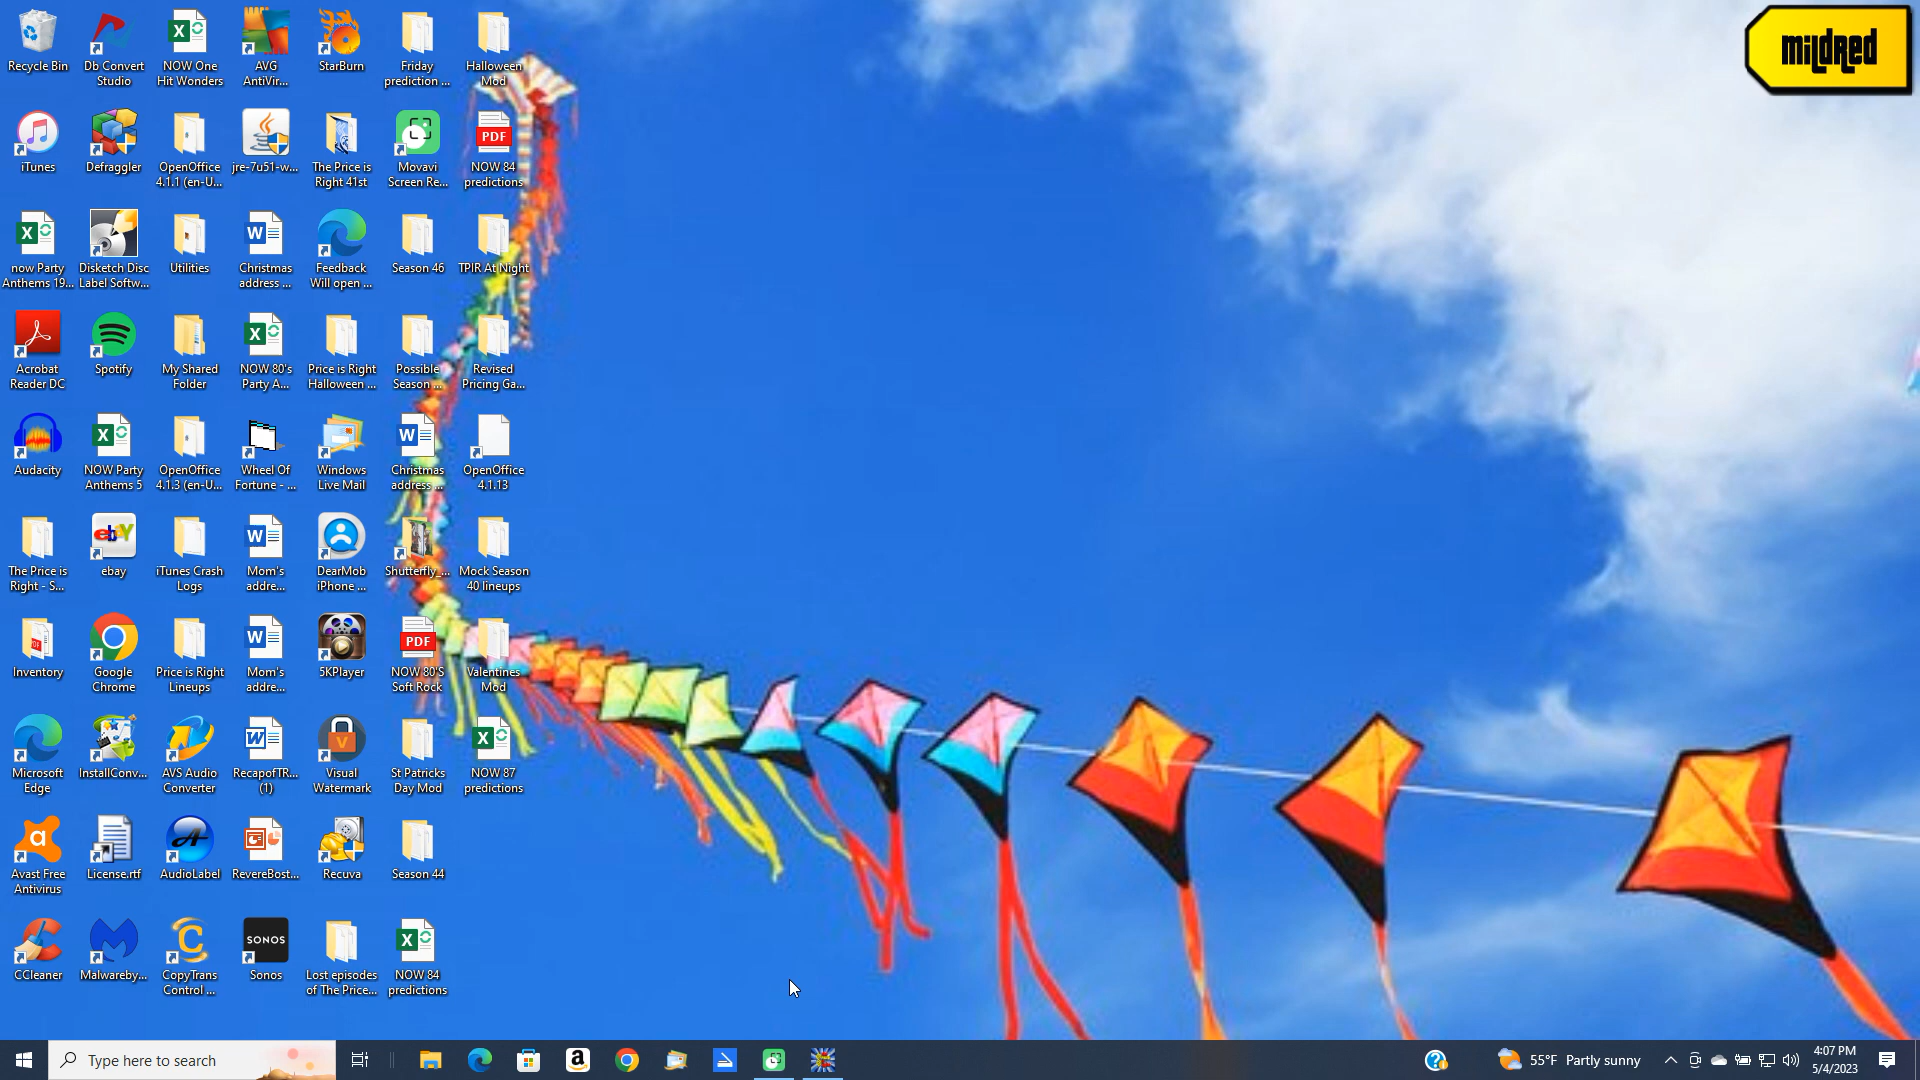 mildred
Recycle Bin
Db Convert
Studio
NOW One
Hit Wonders
AVG
AntiVir...
StarBurn
Friday
prediction ...
Halloween
Mod
iTunes
Defraggler
OpenOffice
4.1.1 (en-U...
jre-7u51-w...
The Price is
Right 41st
Movavi
Screen Re...
PDF
NOW 84
predictions
now Party
Anthems 19...
Disketch Disc
Label Softw...
Utilities
Christmas
address ...
Feedback
Will open ...
Season 46
TPIR At Night
Acrobat
Reader DC
Spotify
My Shared
Folder
NOW 80's
Party A...
Price is Right
Halloween ...
Possible
Season ...
Revised
Pricing Ga...
Audacity
NOW Party
Anthems 5
OpenOffice
4.1.3 (en-U...
Wheel Of
Fortune - ...
Windows
Live Mail
Christmas
address ...
OpenOffice
4.1.13
The Price is
Right - S...
ebay
ebay
iTunes Crash
Logs
Mom's
addre...
DearMob
iPhone ...
Shutterfly_...
Mock Season
40 lineups
Inventory
Google
Chrome
Price is Right
Lineups
Mom's
addre...
5KPlayer
PDF
NOW 80'S
Soft Rock
Valentines
Mod
Microsoft
Edge
InstallConv...
AVS Audio
Converter
RecapofTR...
(1)
Visual
Watermark
St Patricks
Day Mod
NOW 87
predictions
Avast Free
Antivirus
License.rtf
AudioLabel
RevereBost...
Recuva
Season 44
CCleaner
Malwareby...
CopyTrans
Control ...
SONOS
Sonos
Lost episodes
of The Price...
NOW 84
predictions
Type here to search
55°F Partly sunny
4:07 PM
5/4/2023